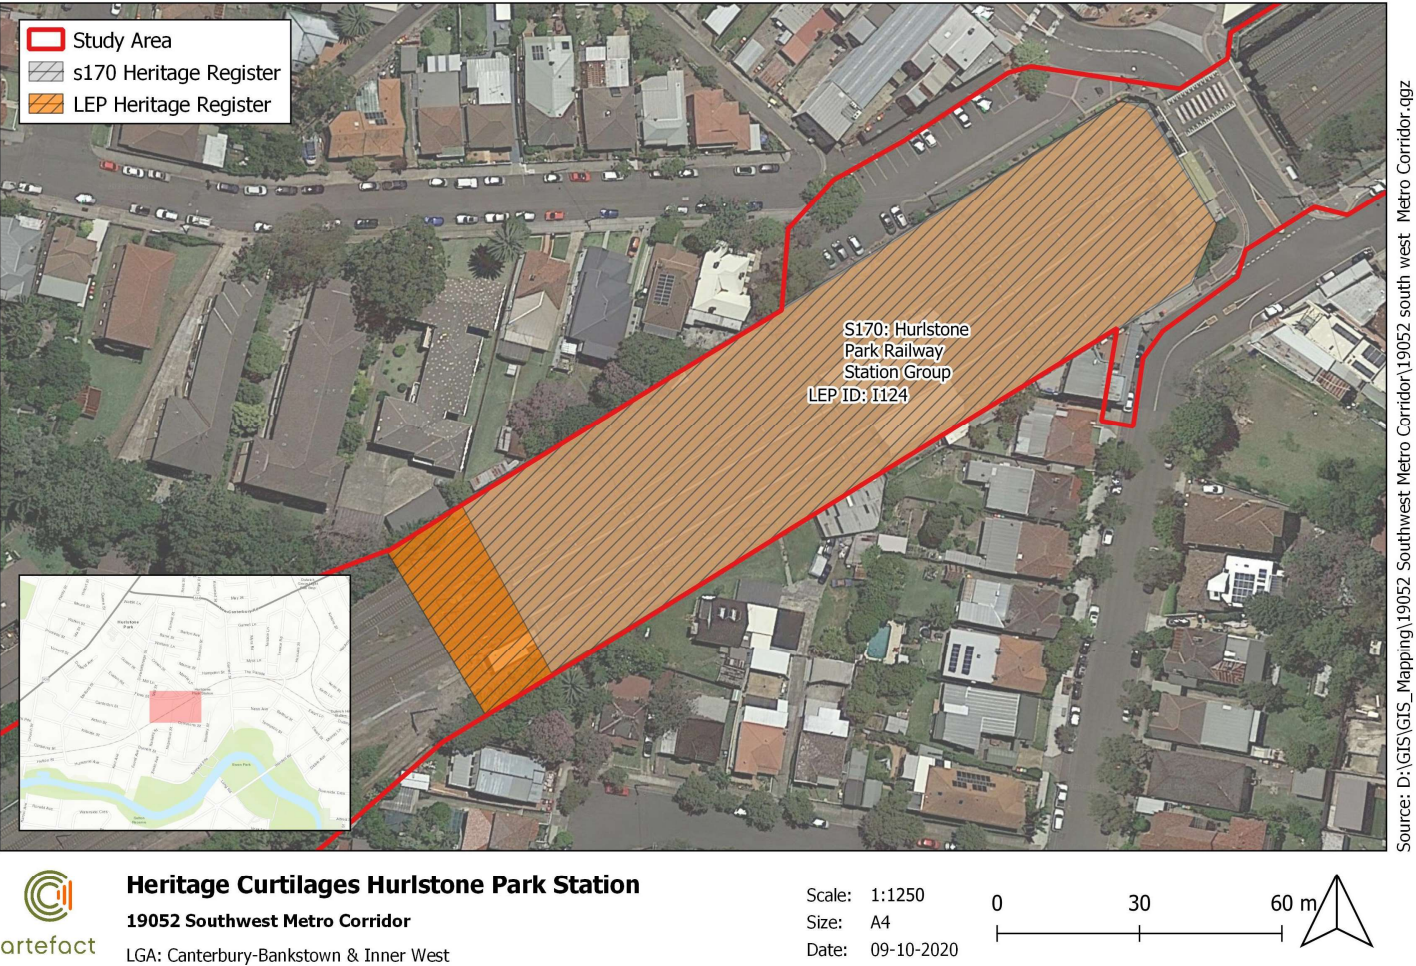 Study Area
s170 Heritage Register
LEP Heritage Register
S170: Hurlstone
Park Railway
Station Group
LEP ID: I124
Hurlstone
Park
Source: D:\GIS\GIS_Mapping\19052 Southwest Metro Corridor\19052 south west Metro Corridor.qgz
artefact
Heritage Curtilages Hurlstone Park Station
19052 Southwest Metro Corridor
LGA: Canterbury-Bankstown & Inner West
Scale: 1:1250
Size: A4
Date: 09-10-2020
0 30 60 m